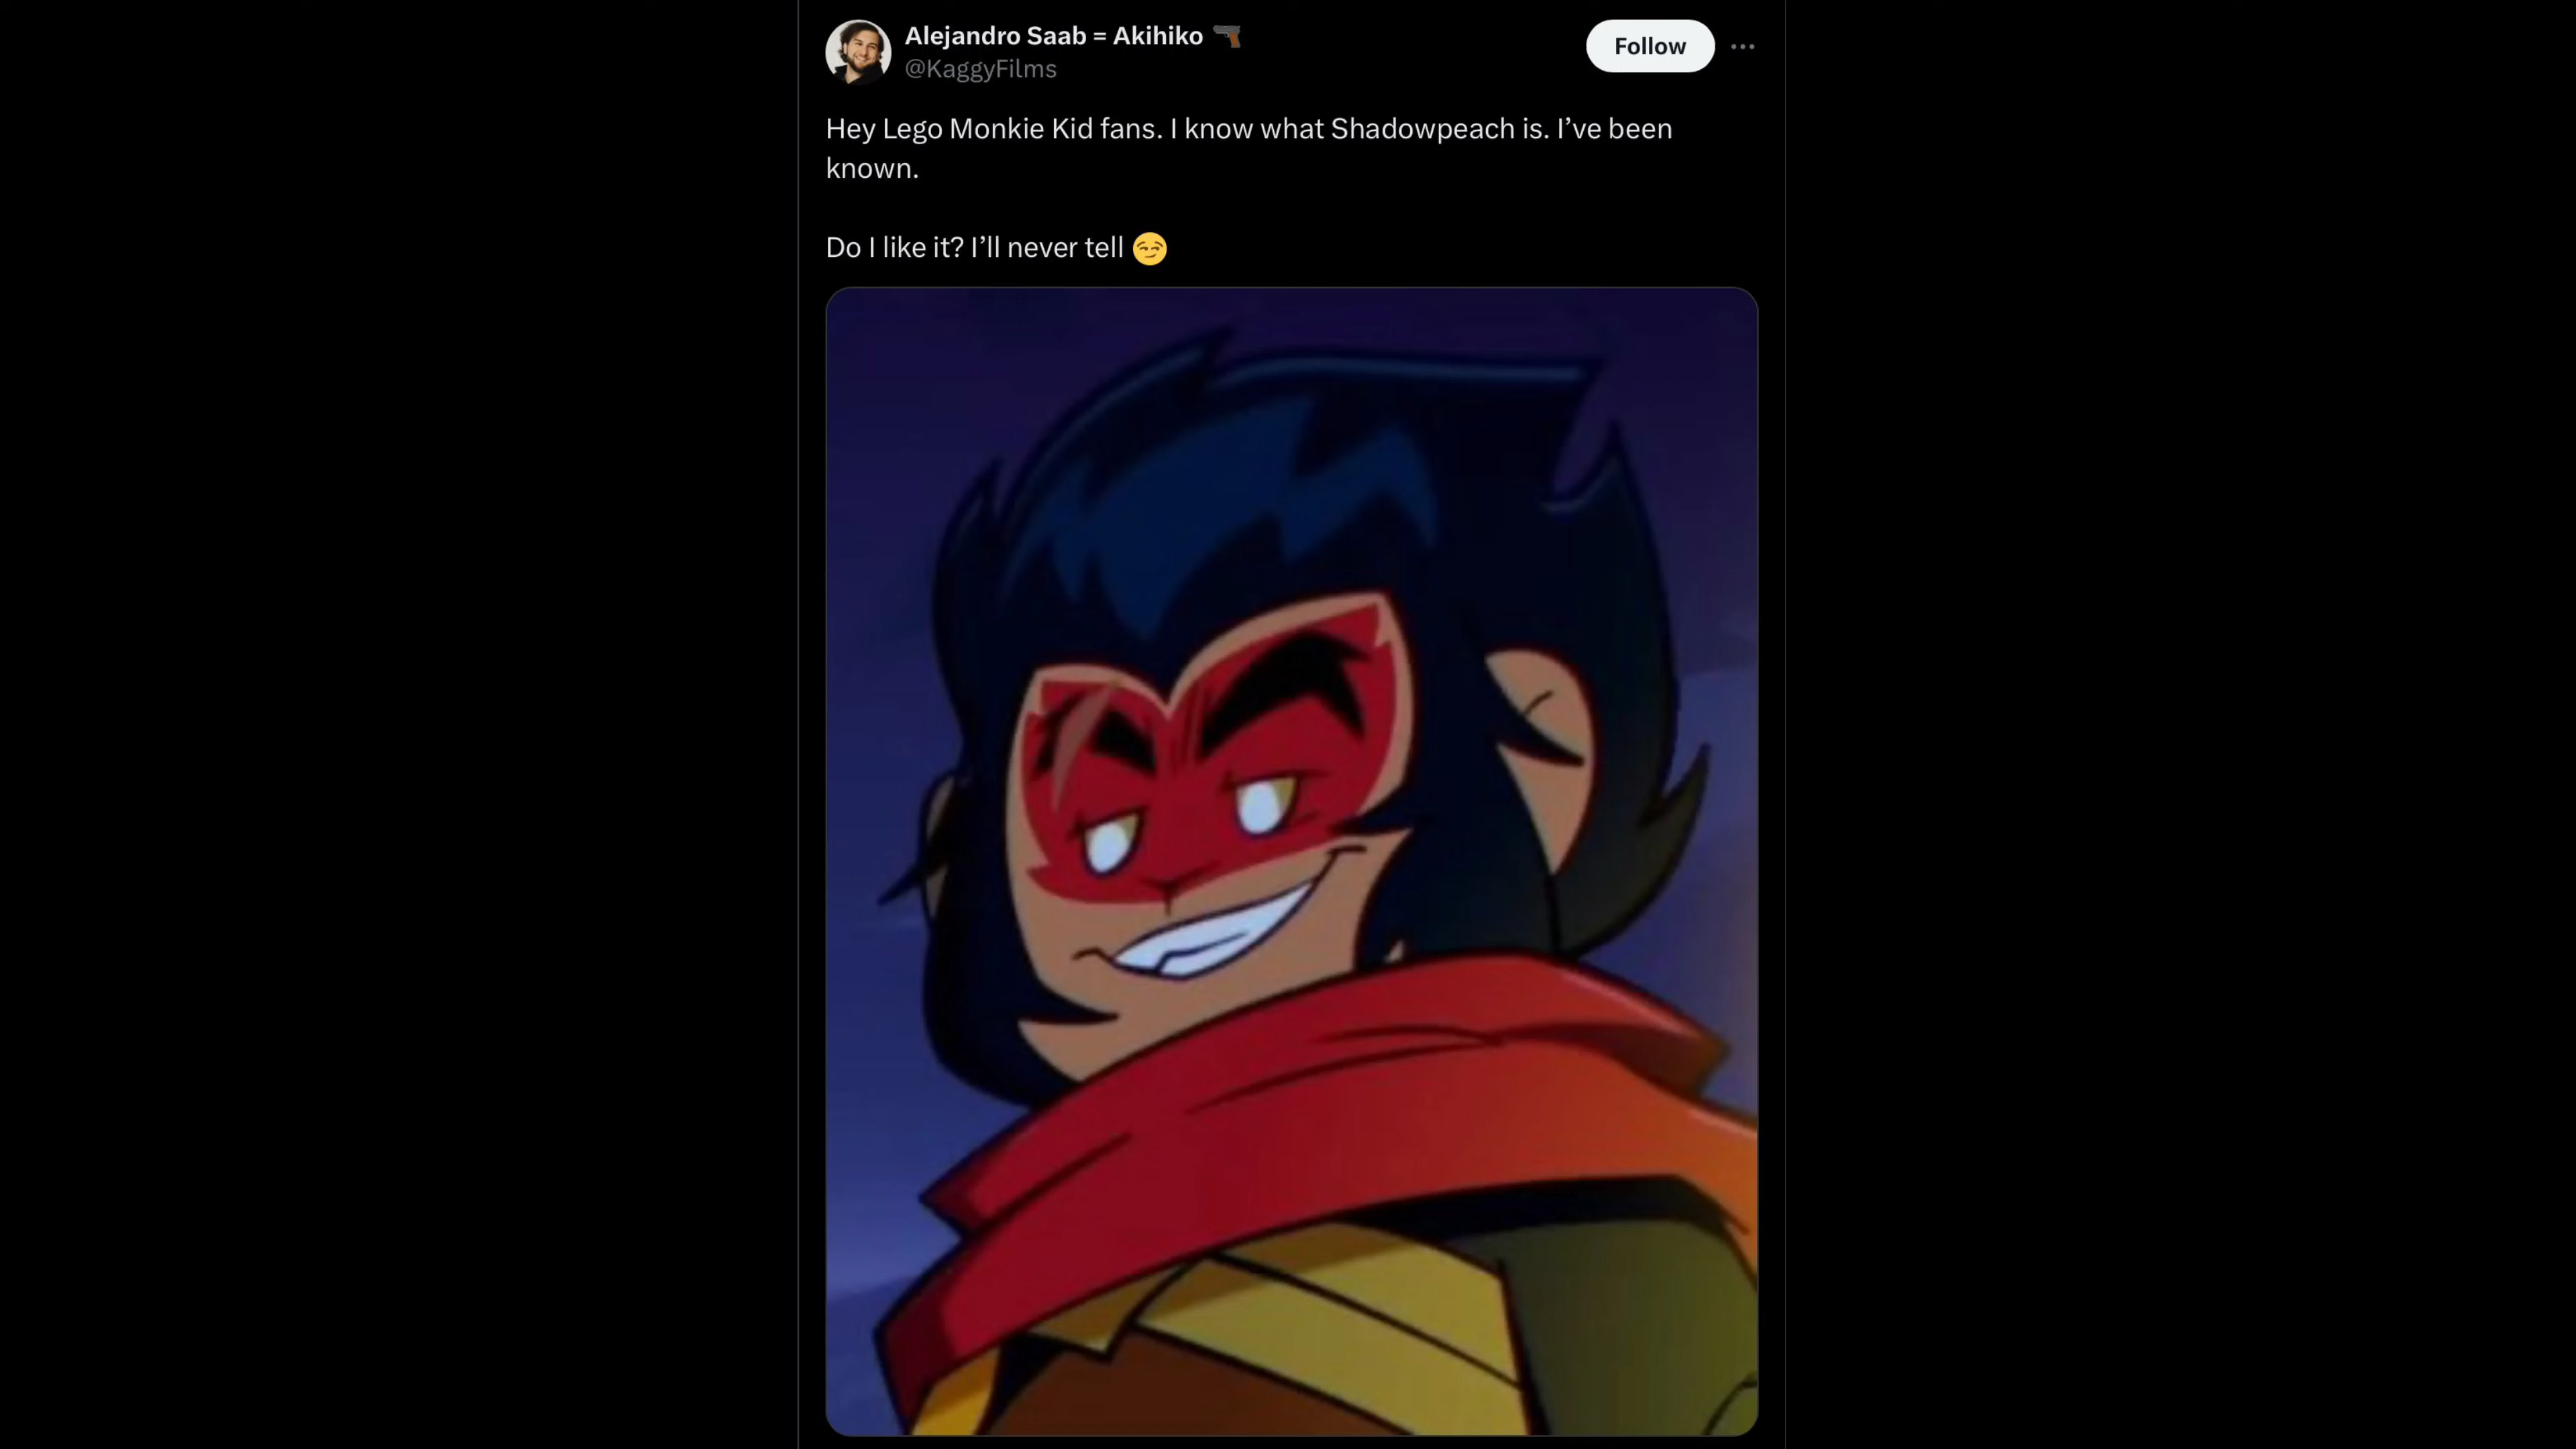 Alejandro Saab = Akihiko 🔫
@KaggyFilms
Follow
Hey Lego Monkie Kid fans. I know what Shadowpeach is. I’ve been
known.
Do I like it? I’ll never tell 😏